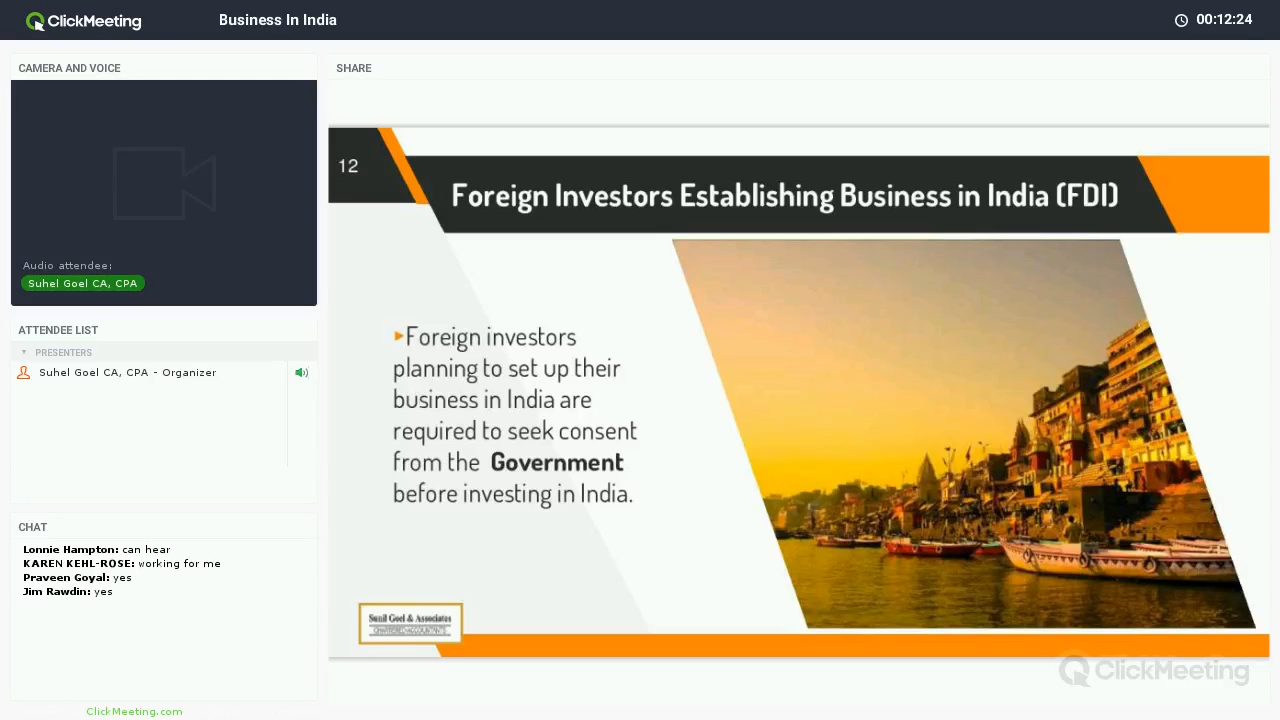 ClickMeeting
Business In India
00:12:24
CAMERA AND VOICE
Audio attendee:
Suhel Goel CA, CPA
ATTENDEE LIST
PRESENTERS
Suhel Goel CA, CPA - Organizer
CHAT
Lonnie Hampton: can hear
KAREN KEHL-ROSE: working for me
Praveen Goyal: yes
Jim Rawdin: yes
ClickMeeting.com
SHARE
12
Foreign Investors Establishing Business in India (FDI)
Foreign investors
planning to set up their
business in India are
required to seek consent
from the Government
before investing in India.
Sunil Goel & Associates
CHARTERED ACCOUNTANTS
ClickMeeting